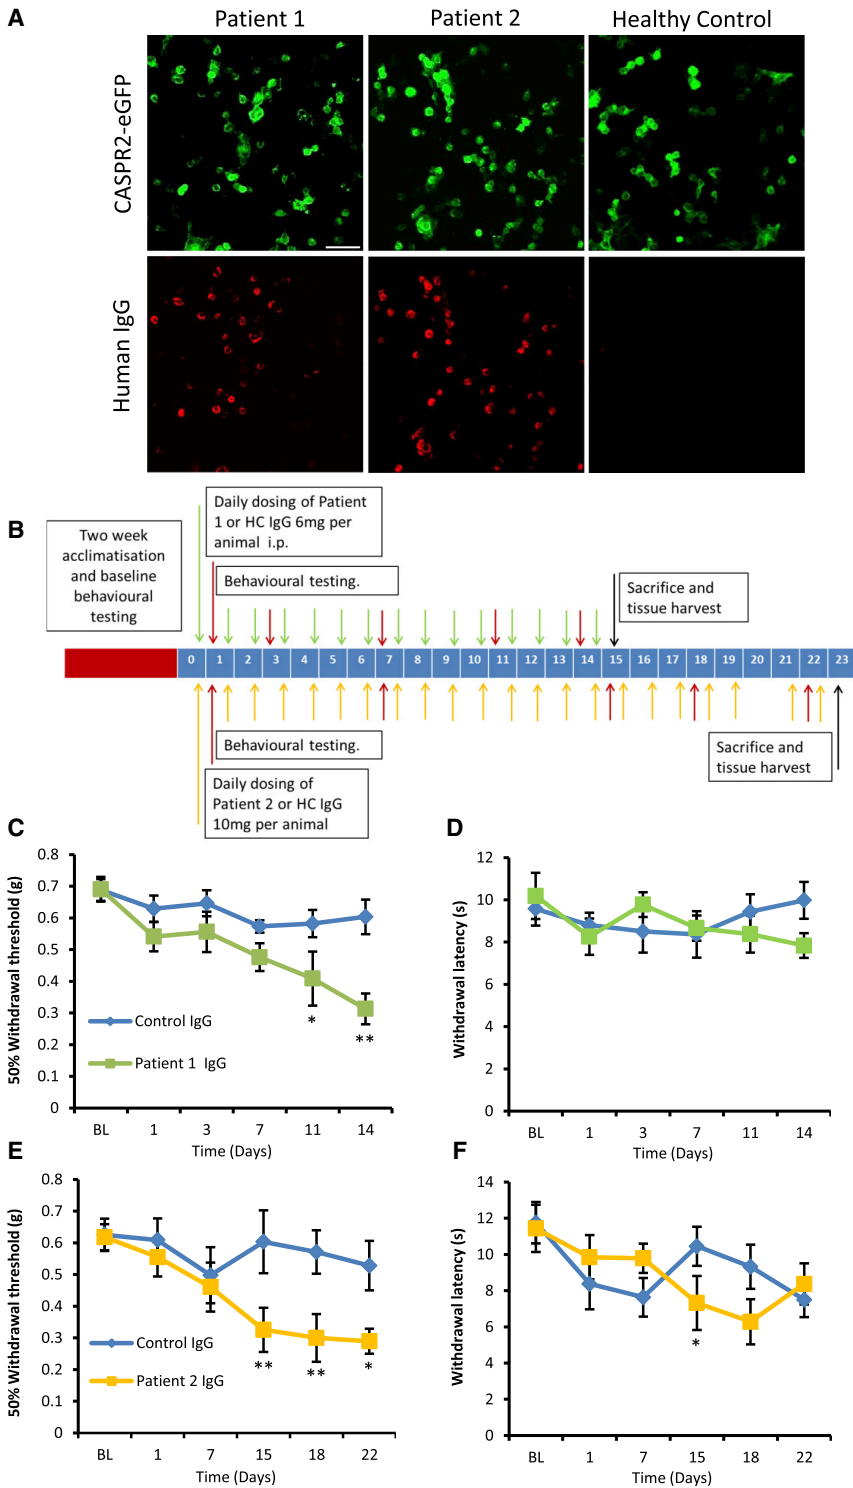 A
Patient 1
Patient 2
Healthy Control
CASPR2-eGFP
Human IgG
B
Two week
acclimatisation
and baseline
behavioural
testing
Daily dosing of Patient
1 or HC IgG 6mg per
animal i.p.
Behavioural testing.
Sacrifice and
tissue harvest
0 1 2 3 4 5 6 7 8 9 10 11 12 13 14 15 16 17 18 19 20 21 22 23
Behavioural testing.
Daily dosing of
Patient 2 or HC IgG
10mg per animal
Sacrifice and
tissue harvest
C
50% Withdrawal threshold (g)
0.8
0.7
0.6
0.5
0.4
0.3
0.2
0.1
0
Control IgG
Patient 1 IgG
*
**
BL 1 3 7 11 14
Time (Days)
D
Withdrawal latency (s)
12
10
8
6
4
2
0
BL 1 3 7 11 14
Time (Days)
E
50% Withdrawal threshold (g)
0.8
0.7
0.6
0.5
0.4
0.3
0.2
0.1
0
Control IgG
Patient 2 IgG
** ** *
BL 1 7 15 18 22
Time (Days)
F
Withdrawal latency (s)
14
12
10
8
6
4
2
0
*
BL 1 7 15 18 22
Time (Days)